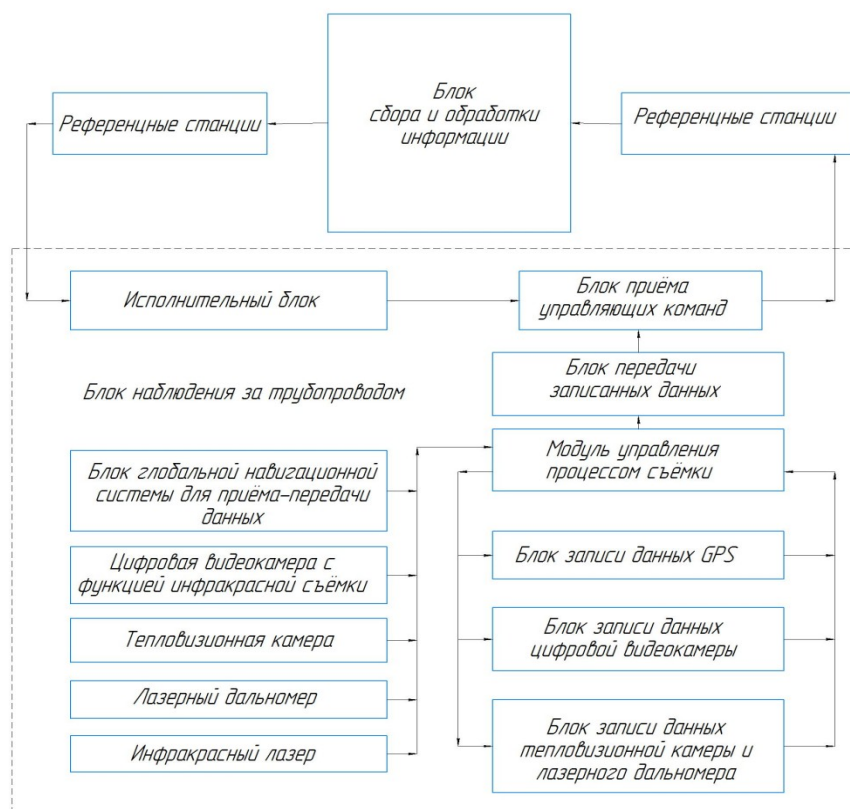 Блок
сбора и обработки
информации
Референцные станции
Референцные станции
Исполнительный блок
Блок приёма
управляющих команд
Блок передачи
записанных данных
Блок наблюдения за трубопроводом
Модуль управления
процессом съёмки
Блок глобальной навигационной
системы для приёма-передачи
данных
Цифровая видеокамера с
функцией инфракрасной съёмки
Тепловизионная камера
Лазерный дальномер
Инфракрасный лазер
Блок записи данных GPS
Блок записи данных
цифровой видеокамеры
Блок записи данных
тепловизионной камеры и
лазерного дальномера